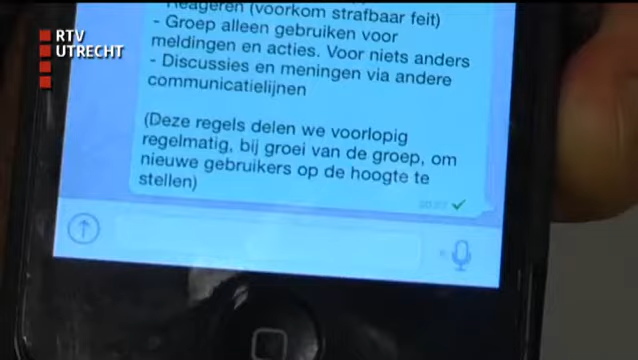 RTV
UTRECHT
Reageren (voorkom strafbaar feit)
- Groep alleen gebruiken voor
meldingen en acties. Voor niets anders
- Discussies en meningen via andere
communicatielijnen
(Deze regels delen we voorlopig
regelmatig, bij groei van de groep, om
nieuwe gebruikers op de hoogte te
stellen)